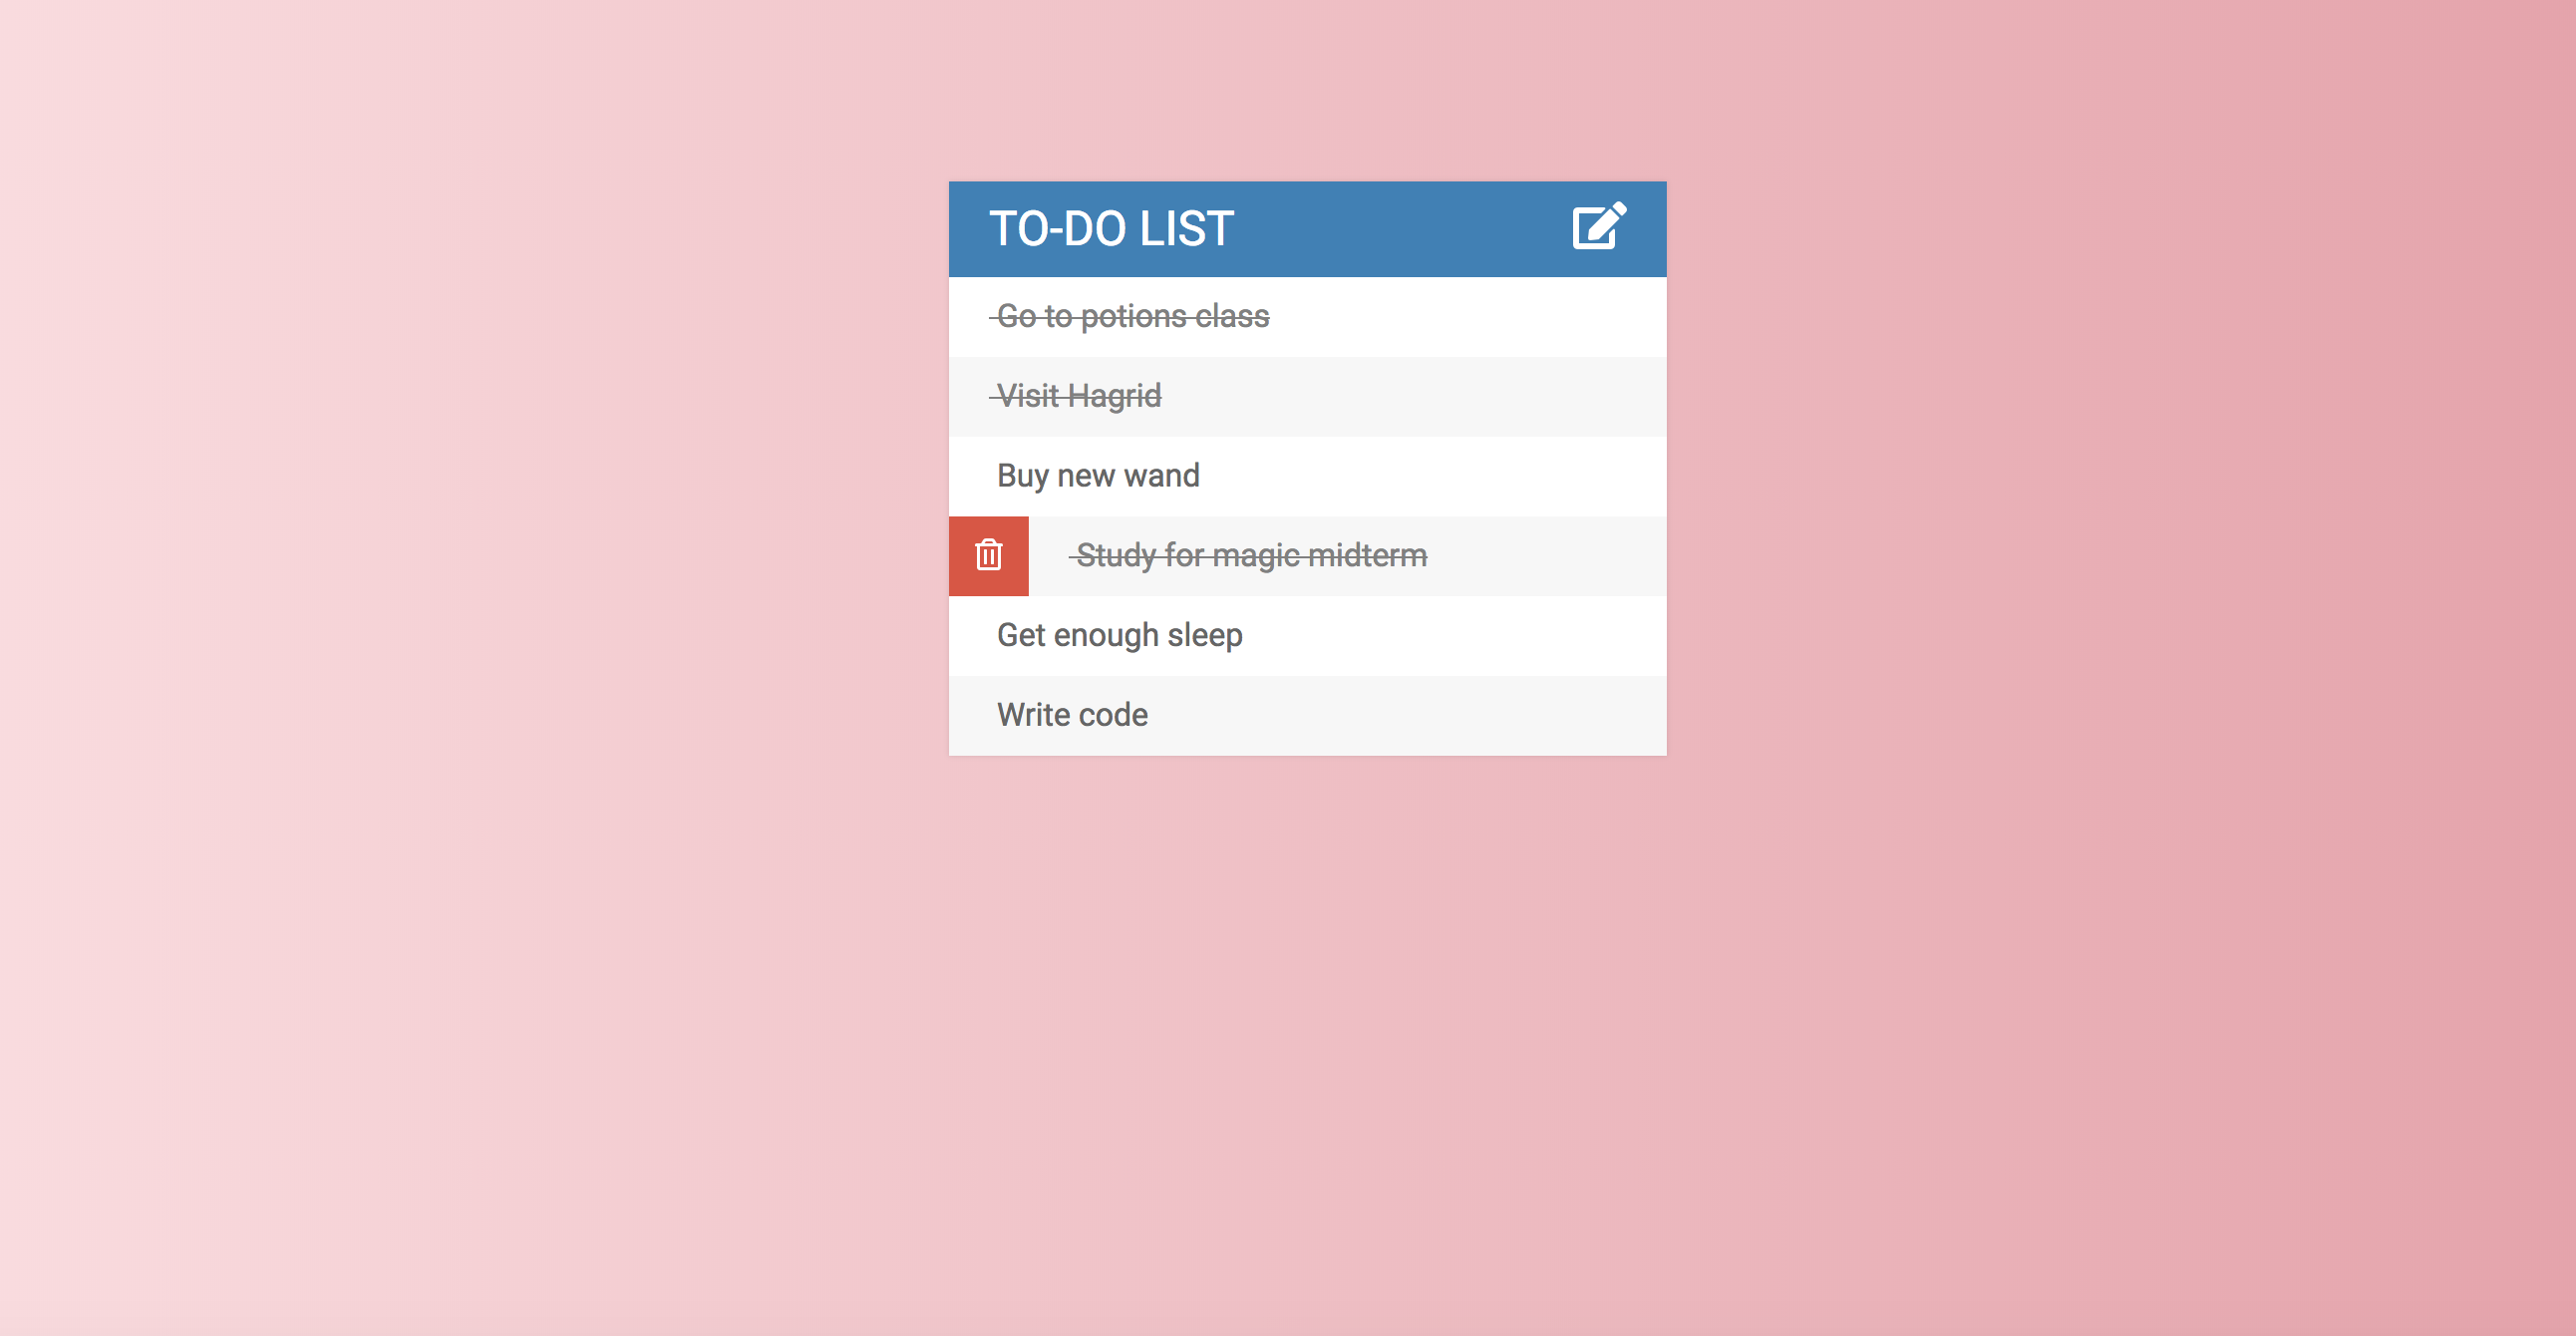 TO-DO LIST
Go to potions class
Visit Hagrid
Buy new wand
Study for magic midterm
Get enough sleep
Write code